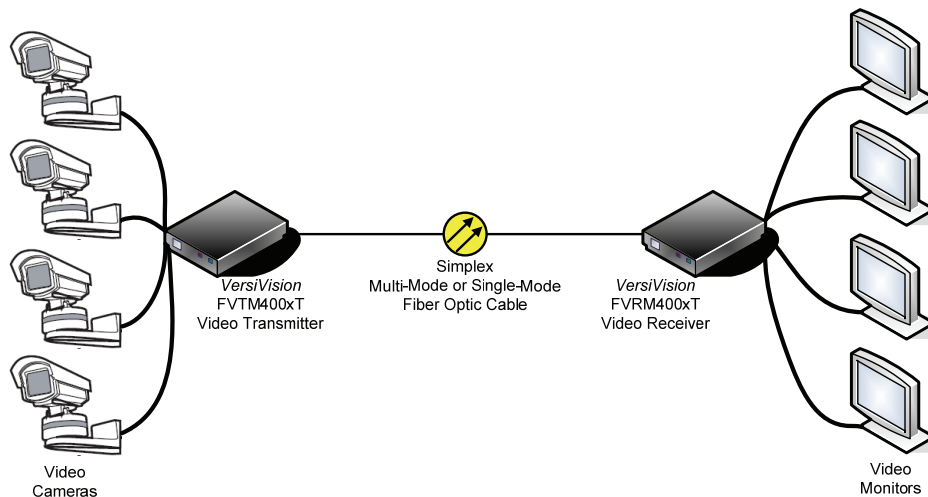 VersiVision
FVTM400xT
Video Transmitter
Simplex
Multi-Mode or Single-Mode
Fiber Optic Cable
VersiVision
FVRM400xT
Video Receiver
Video
Cameras
Video
Monitors